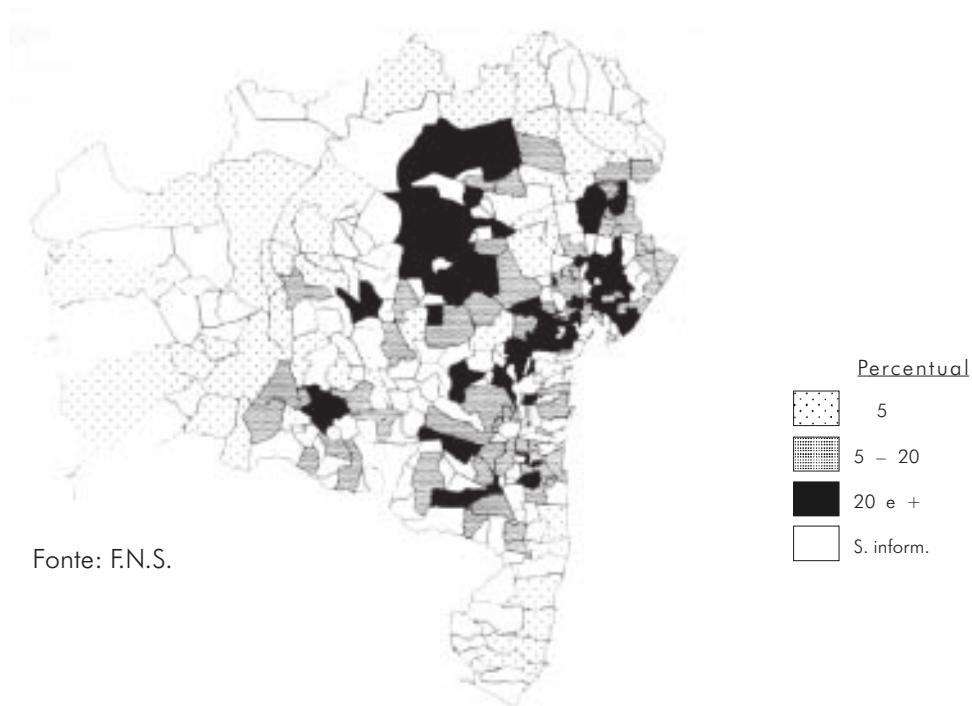 Percentual
5
5 – 20
20 e +
S. inform.
Fonte: F.N.S.